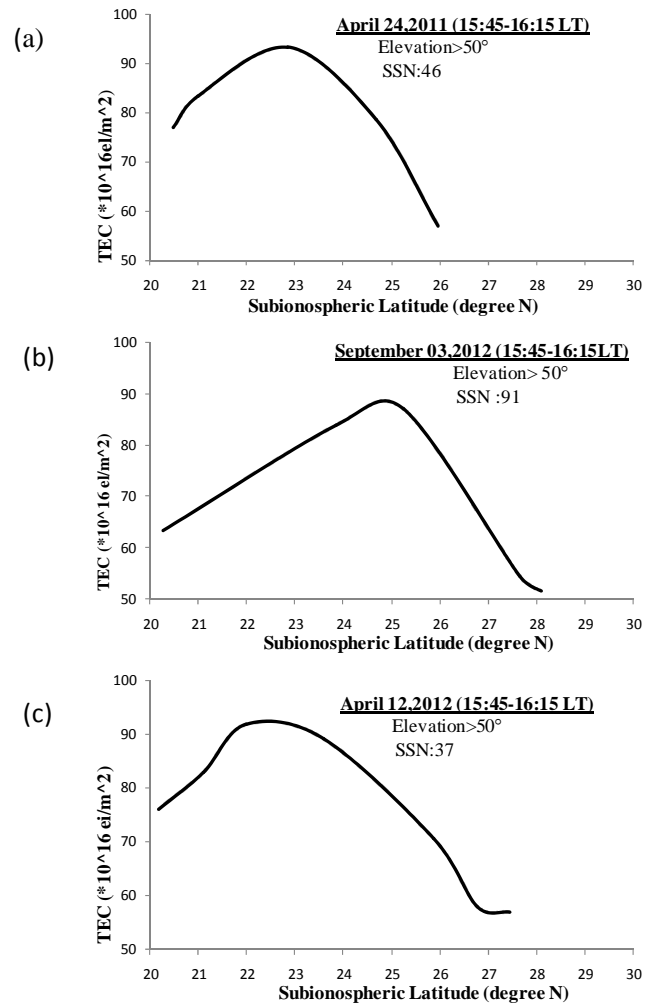 (a)
April 24,2011 (15:45-16:15 LT)
Elevation>50°
SSN:46
TEC (*10^16el/m^2)
100
90
80
70
60
50
20 21 22 23 24 25 26 27 28 29 30
Subionospheric Latitude (degree N)
(b)
September 03,2012 (15:45-16:15LT)
Elevation> 50°
SSN :91
TEC (*10^16 el/m^2)
100
90
80
70
60
50
20 21 22 23 24 25 26 27 28 29 30
Subionospheric Latitude (degree N)
(c)
April 12,2012 (15:45-16:15 LT)
Elevation>50°
SSN:37
TEC (*10^16 ei/m^2)
100
90
80
70
60
50
20 21 22 23 24 25 26 27 28 29 30
Subionospheric Latitude (degree N)